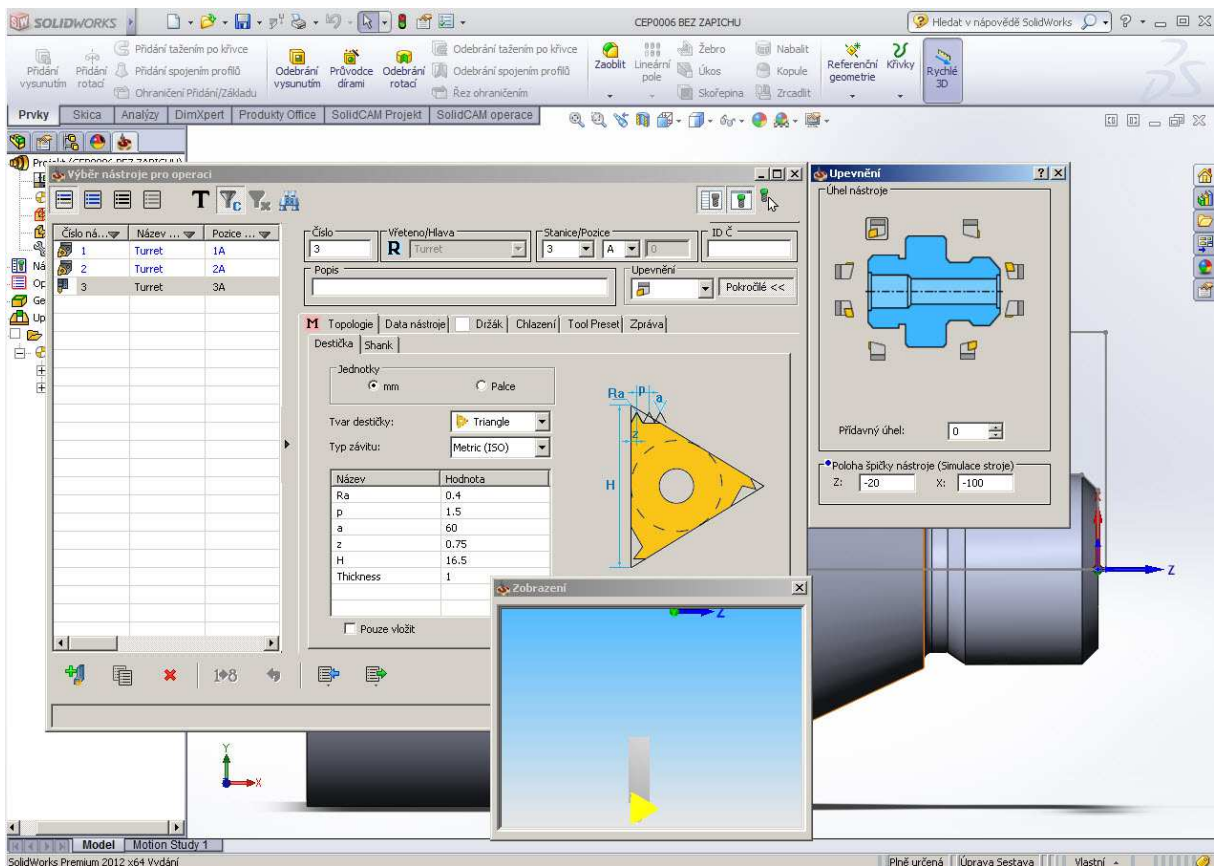 SOLIDWORKS
CEP0006 BEZ ZAPICHU
Hledat v nápovědě SolidWorks
Přidání vysunutím
Přidání rotací
Přidání tažením po křivce
Přidání spojením profilů
Ohraničení Přidání/Základu
Odebrání vysunutím
Průvodce dírami
Odebrání rotací
Odebrání tažením po křivce
Odebrání spojením profilů
Řez ohraničením
Zaoblit
Lineární pole
Žebro
Úkos
Skořepina
Nabalit
Kopule
Zrcadlit
Referenční geometrie
Křivky
Rychlé 3D
Prvky Skica Analýzy DimXpert Produkty Office SolidCAM Projekt SolidCAM operace
Výběr nástroje pro operaci
Číslo ná... Název ... Pozice ...
1 Turret 1A
2 Turret 2A
3 Turret 3A
Číslo
3
Vřeteno/Hlava
R Turret
Stanice/Pozice
3 A 0
ID Č
Popis
Upevnění
Pokročilé <<
M Topologie Data nástroje Držák Chlazení Tool Preset Zpráva
Destička Shank
Jednotky
mm Palce
Tvar destičky: Triangle
Typ závitu: Metric (ISO)
Název Hodnota
Ra 0.4
p 1.5
a 60
z 0.75
H 16.5
Thickness 1
Pouze vložit
Ra p a
z
H
Upevnění
Úhel nástroje
Přídavný úhel: 0
Poloha špičky nástroje (Simulace stroje)
Z: -20 X: -100
Zobrazení
Z
X
Z
Y
X
Model Motion Study 1
SolidWorks Premium 2012 x64 Vydání
Plně určená Úprava Sestava Vlastní